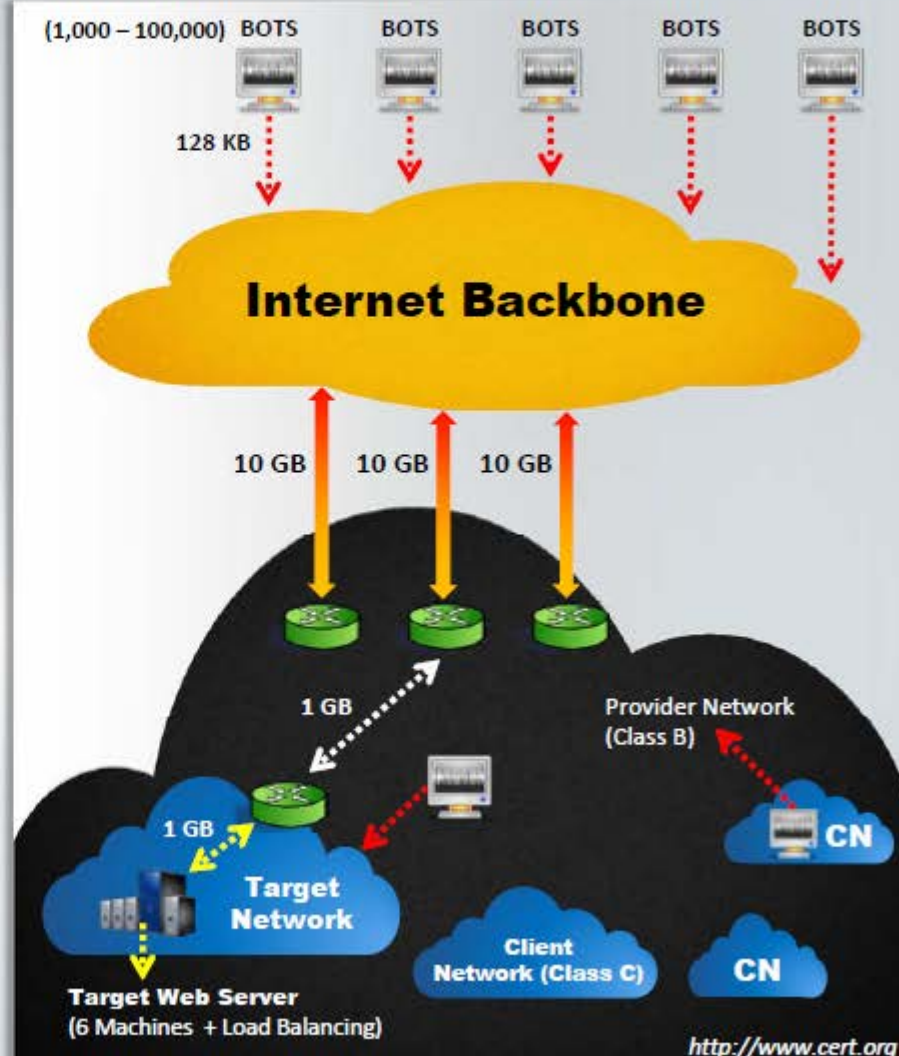 (1,000 – 100,000) BOTS BOTS BOTS BOTS BOTS
128 KB
Internet Backbone
10 GB 10 GB 10 GB
1 GB
Provider Network
(Class B)
1 GB
CN
Target
Network
Client
Network (Class C)
CN
Target Web Server
(6 Machines + Load Balancing)
http://www.cert.org